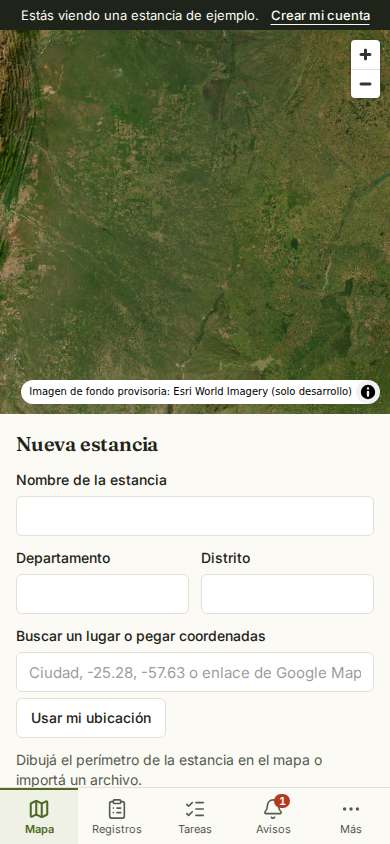 Estás viendo una estancia de ejemplo. Crear mi cuenta
Imagen de fondo provisoria: Esri World Imagery (solo desarrollo)
Nueva estancia
Nombre de la estancia
Departamento Distrito
Buscar un lugar o pegar coordenadas
Ciudad, -25.28, -57.63 o enlace de Google Map
Usar mi ubicación
Dibujá el perímetro de la estancia en el mapa o
importá un archivo.
1
Mapa Registros Tareas Avisos Más